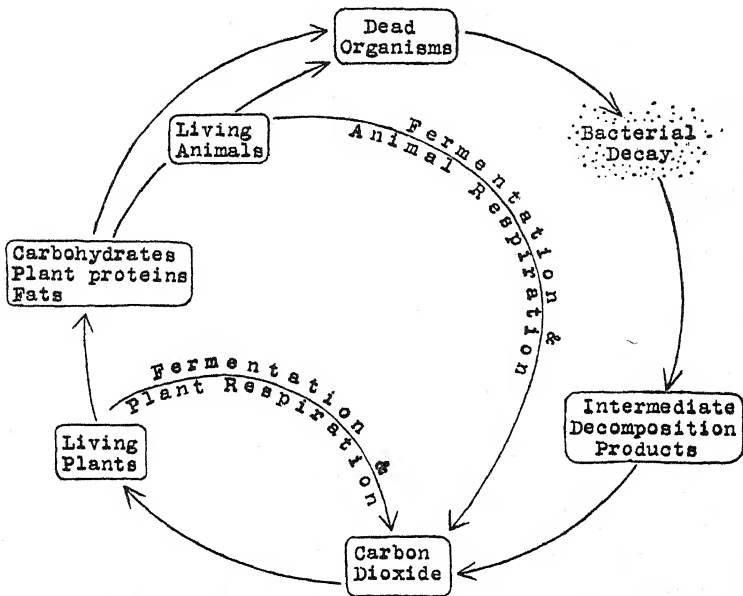 Dead
Organisms
Living
Animals
Fermentation &
Animal Respiration
Bacterial
Decay
Carbohydrates
Plant proteins
Fats
Fermentation &
Plant Respiration
Intermediate
Decomposition
Products
Living
Plants
Carbon
Dioxide